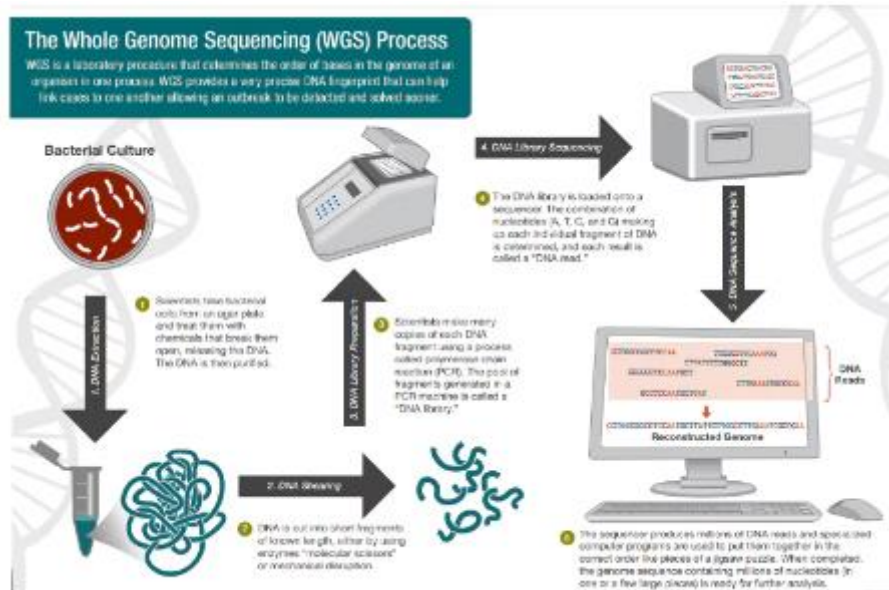 The Whole Genome Sequencing (WGS) Process
WGS is a laboratory procedure that determines the order of bases in the genome of an
organism in one process. WGS provides a very precise DNA fingerprint that can help
link cases to one another allowing an outbreak to be detected and solved sooner.
Bacterial Culture
1. DNA Extraction
1 Scientists take bacterial
cells from an agar plate
and treat them with
chemicals that break them
open, releasing the DNA.
The DNA is then purified.
2. DNA Shearing
2 DNA is cut into short fragments
of known length, either by using
enzymes "molecular scissors"
or mechanical disruption.
3. DNA Library Preparation
3 Scientists make many
copies of each DNA
fragment using a process
called polymerase chain
reaction (PCR). The pool of
fragments generated in a
PCR machine is called a
"DNA library."
4. DNA Library Sequencing
4 The DNA library is loaded onto a
sequencer. The combination of
nucleotides (A, T, C, and G) making
up each individual fragment of DNA
is determined, and each result is
called a "DNA read."
5. DNA Sequence Analysis
DNA
Reads
Reconstructed Genome
5 The sequencer produces millions of DNA reads and specialized
computer programs are used to put them together in the
correct order like pieces of a jigsaw puzzle. When completed,
the genome sequence containing millions of nucleotides (in
one or a few large pieces) is ready for further analysis.